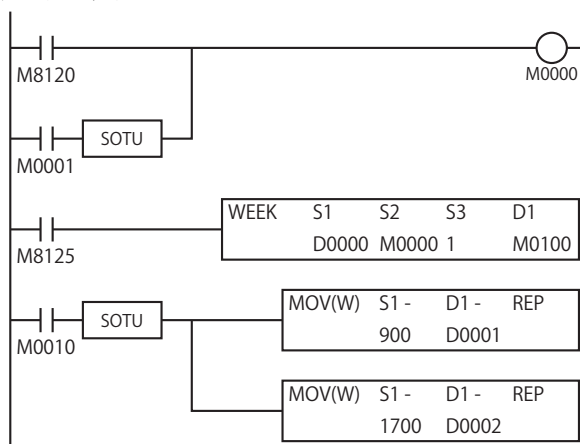 M8120
M0000
SOTU
M0001
WEEK S1 S2 S3 D1
D0000 M0000 1 M0100
M8125
SOTU
M0010
MOV(W) S1 - D1 - REP
900 D0001
MOV(W) S1 - D1 - REP
1700 D0002